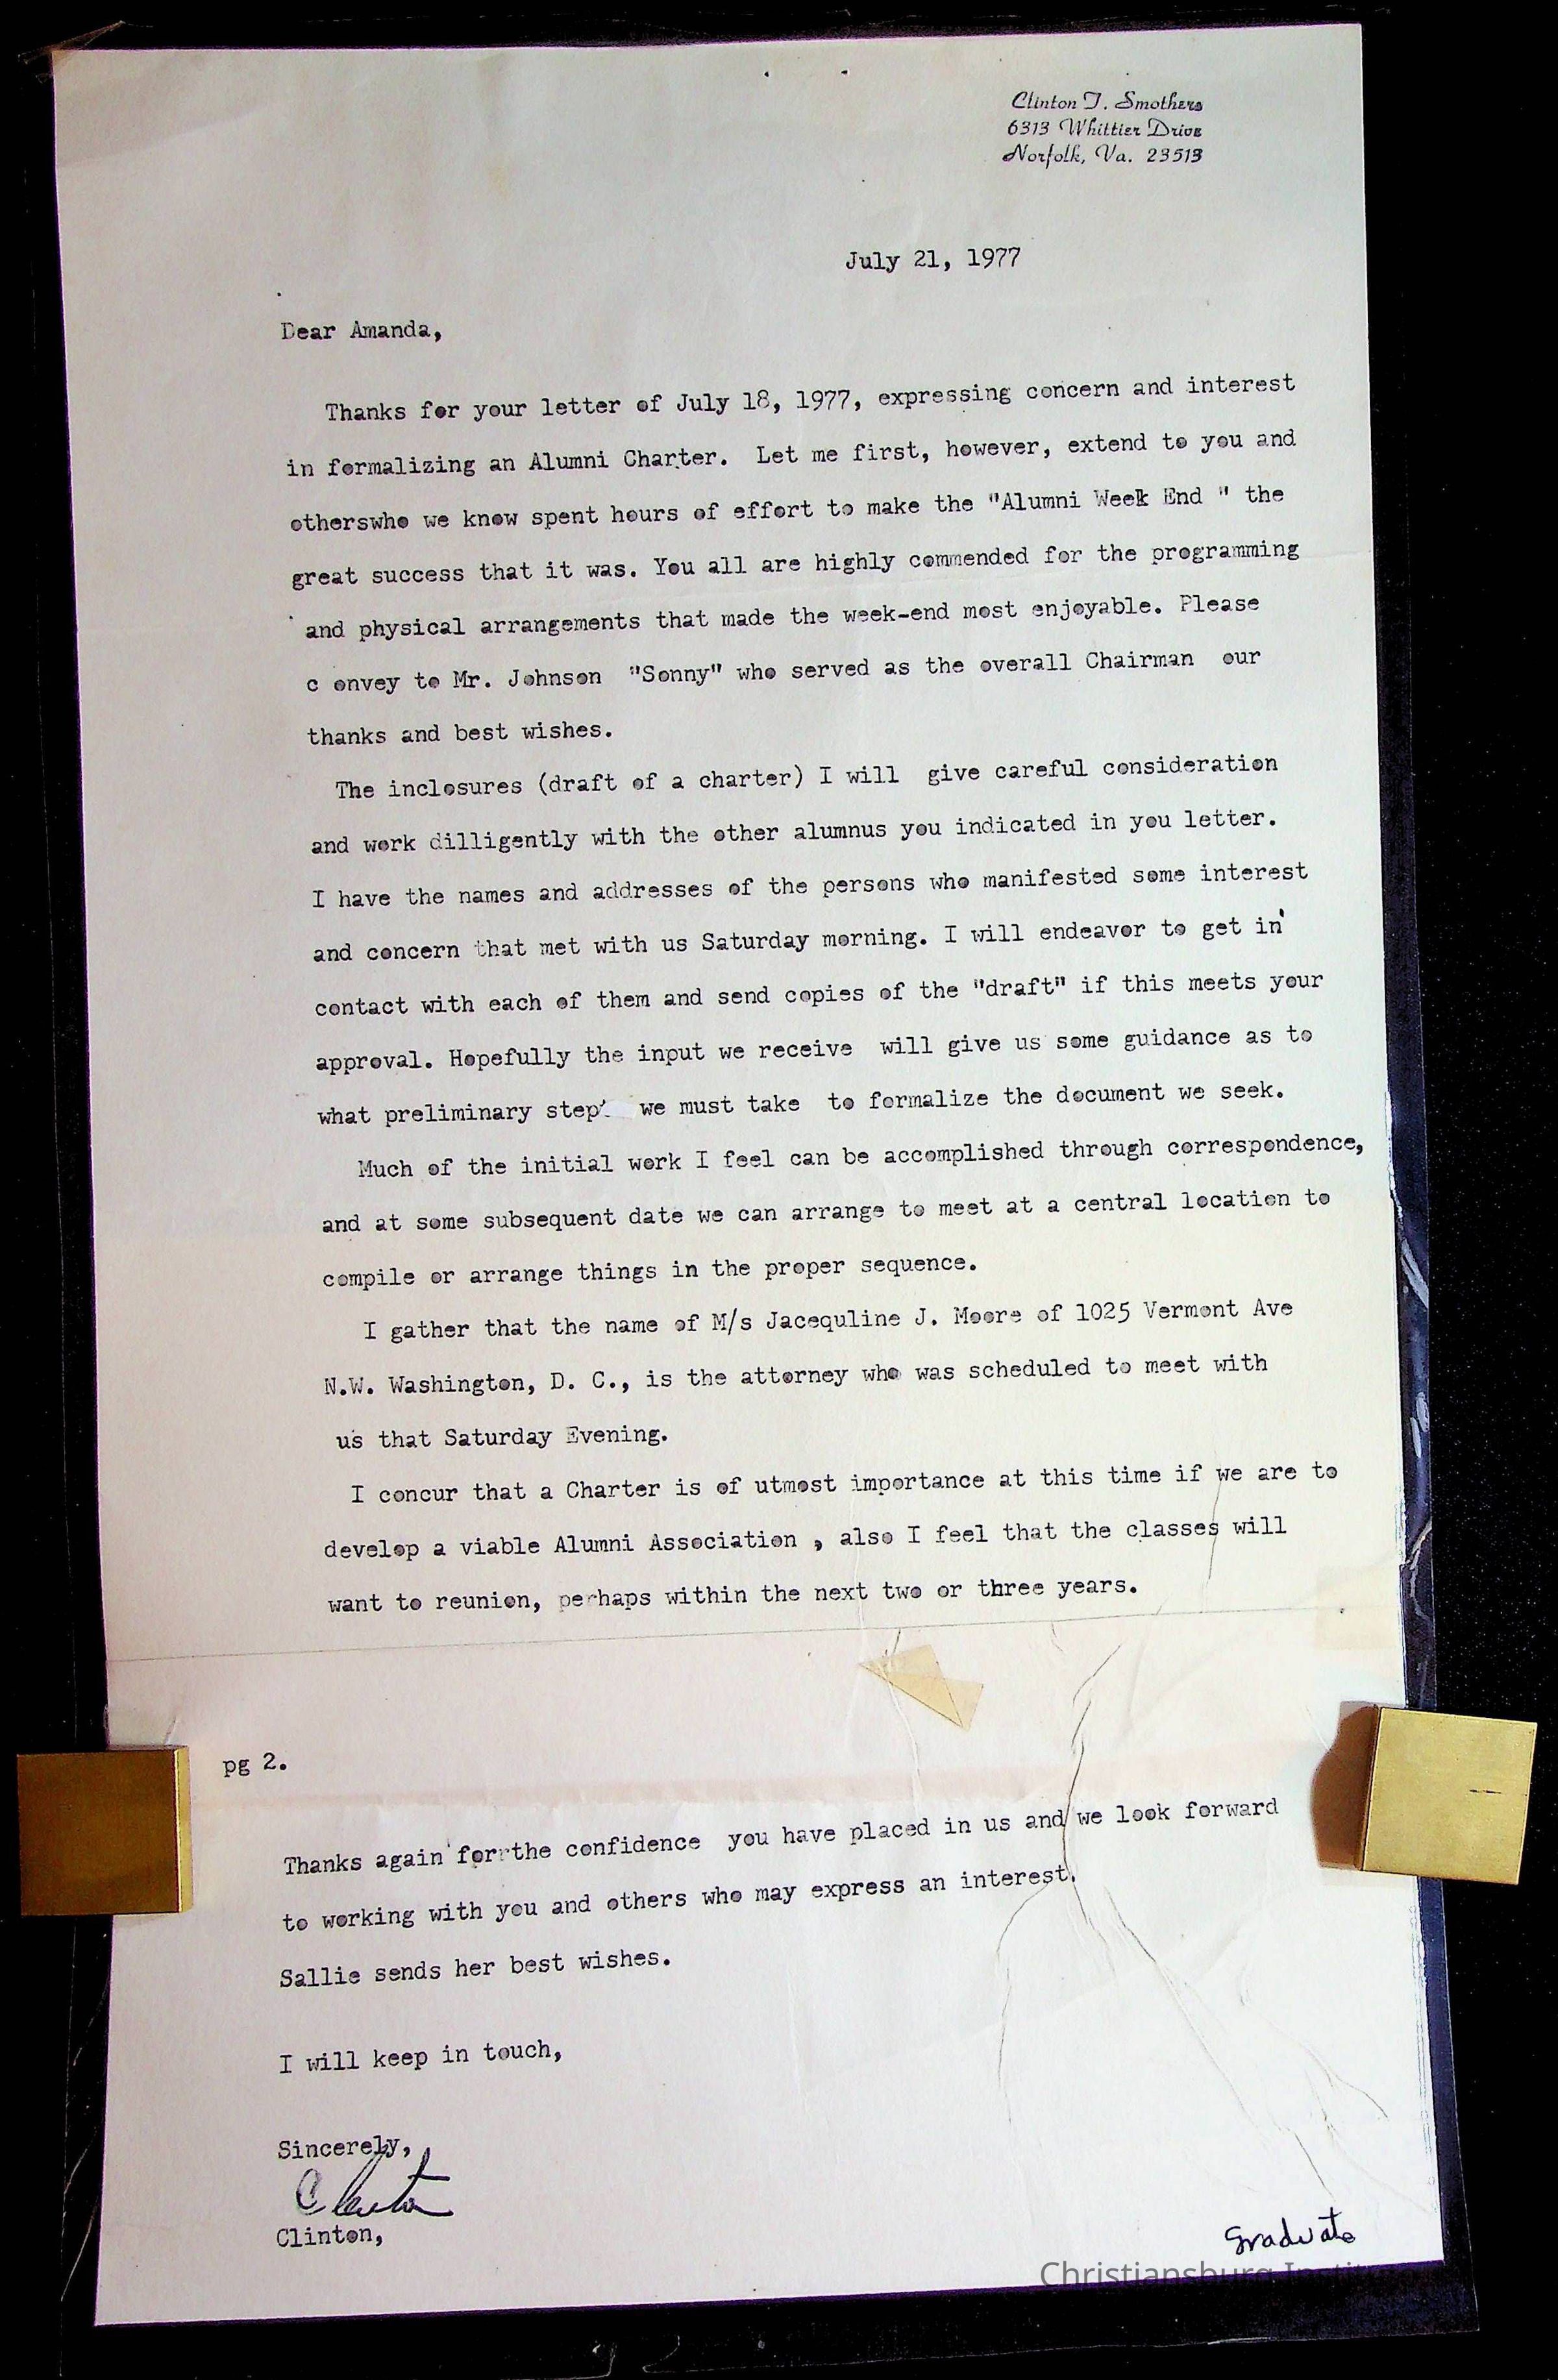 Clinton T. Smothers
6313 Whittier Drive
Norfolk, Va. 23513
July 21, 1977
Dear Amanda,
Thanks for your letter of July 18, 1977, expressing concern and interest
in formalizing an Alumni Charter. Let me first, however, extend to you and
otherswho we know spent hours of effort to make the "Alumni Week End " the
great success that it was. You all are highly commended for the programming
and physical arrangements that made the week-end most enjoyable. Please
c onvey to Mr. Johnson "Sonny" who served as the overall Chairman our
thanks and best wishes.
The inclosures (draft of a charter) I will give careful consideration
and work dilligently with the other alumnus you indicated in you letter.
I have the names and addresses of the persons who manifested some interest
and concern that met with us Saturday morning. I will endeavor to get in
contact with each of them and send copies of the "draft" if this meets your
approval. Hopefully the input we receive will give us some guidance as to
what preliminary step we must take to formalize the document we seek.
Much of the initial work I feel can be accomplished through correspondence,
and at some subsequent date we can arrange to meet at a central location to
compile or arrange things in the proper sequence.
I gather that the name of M/s Jacequline J. Moore of 1025 Vermont Ave
N.W. Washington, D. C., is the attorney who was scheduled to meet with
us that Saturday Evening.
I concur that a Charter is of utmost importance at this time if we are to
develop a viable Alumni Association , also I feel that the classes will
want to reunion, perhaps within the next two or three years.
pg 2.
Thanks again for the confidence you have placed in us and we look forward
to working with you and others who may express an interest.
Sallie sends her best wishes.
I will keep in touch,
Sincerely,
Clinton
Clinton,
Graduate
Christiansburg Institute